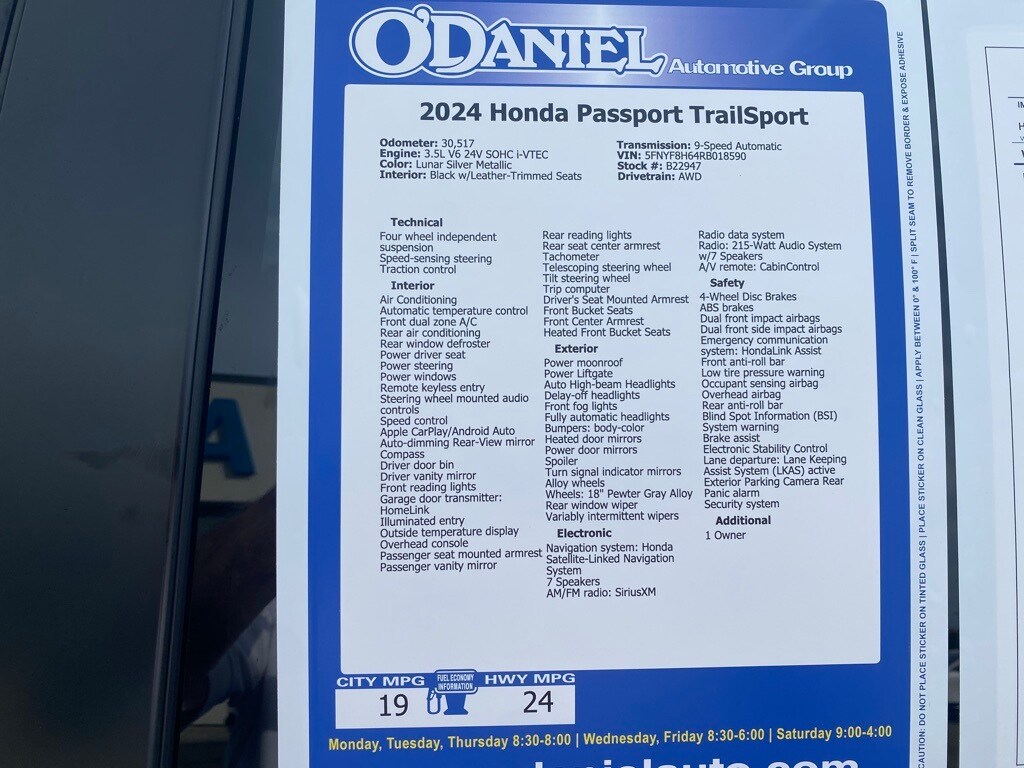 O'DANIEL Automotive Group
2024 Honda Passport TrailSport
Odometer: 30,517
Engine: 3.5L V6 24V SOHC i-VTEC
Color: Lunar Silver Metallic
Interior: Black w/Leather-Trimmed Seats
Transmission: 9-Speed Automatic
VIN: 5FNYF8H64RB018590
Stock #: B22947
Drivetrain: AWD
Technical
Four wheel independent
suspension
Speed-sensing steering
Traction control
Interior
Air Conditioning
Automatic temperature control
Front dual zone A/C
Rear air conditioning
Rear window defroster
Power driver seat
Power steering
Power windows
Remote keyless entry
Steering wheel mounted audio
controls
Speed control
Apple CarPlay/Android Auto
Auto-dimming Rear-View mirror
Compass
Driver door bin
Driver vanity mirror
Front reading lights
Garage door transmitter:
HomeLink
Illuminated entry
Outside temperature display
Overhead console
Passenger seat mounted armrest
Passenger vanity mirror
Rear reading lights
Rear seat center armrest
Tachometer
Telescoping steering wheel
Tilt steering wheel
Trip computer
Driver's Seat Mounted Armrest
Front Bucket Seats
Front Center Armrest
Heated Front Bucket Seats
Exterior
Power moonroof
Power Liftgate
Auto High-beam Headlights
Delay-off headlights
Front fog lights
Fully automatic headlights
Bumpers: body-color
Heated door mirrors
Power door mirrors
Spoiler
Turn signal indicator mirrors
Alloy wheels
Wheels: 18" Pewter Gray Alloy
Rear window wiper
Variably intermittent wipers
Electronic
Navigation system: Honda
Satellite-Linked Navigation
System
7 Speakers
AM/FM radio: SiriusXM
Radio data system
Radio: 215-Watt Audio System
w/7 Speakers
A/V remote: CabinControl
Safety
4-Wheel Disc Brakes
ABS brakes
Dual front impact airbags
Dual front side impact airbags
Emergency communication
system: HondaLink Assist
Front anti-roll bar
Low tire pressure warning
Occupant sensing airbag
Overhead airbag
Rear anti-roll bar
Blind Spot Information (BSI)
System warning
Brake assist
Electronic Stability Control
Lane departure: Lane Keeping
Assist System (LKAS) active
Exterior Parking Camera Rear
Panic alarm
Security system
Additional
1 Owner
CITY MPG
19
FUEL ECONOMY
INFORMATION
HWY MPG
24
Monday, Tuesday, Thursday 8:30-8:00 | Wednesday, Friday 8:30-6:00 | Saturday 9:00-4:00
CAUTION: DO NOT PLACE STICKER ON TINTED GLASS | PLACE STICKER ON CLEAN GLASS | APPLY BETWEEN 0° & 100° F | SPLIT SEAM TO REMOVE BORDER & EXPOSE ADHESIVE
A